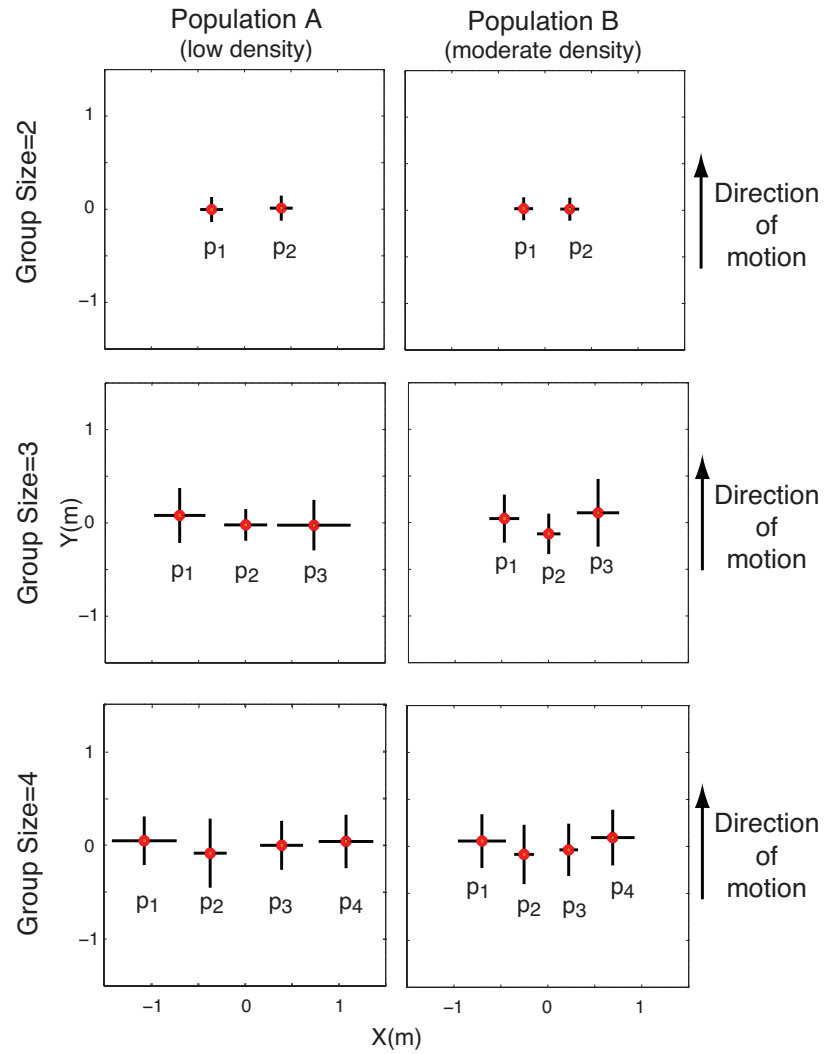 Population A
(low density)
Population B
(moderate density)
Group Size=2
1
0
−1
p1
p2
p1
p2
Direction
of
motion
Group Size=3
Y(m)
1
0
−1
p1
p2
p3
p1
p2
p3
Direction
of
motion
Group Size=4
1
0
−1
p1
p2
p3
p4
p1
p2
p3
p4
Direction
of
motion
−1
0
1
−1
0
1
X(m)